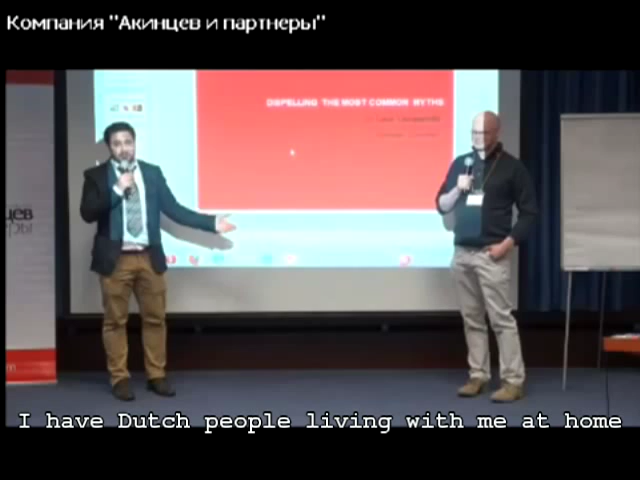 Компания "Акинцев и партнеры"
DISPELLING THE MOST COMMON MYTHS
цев
I have Dutch people living with me at home